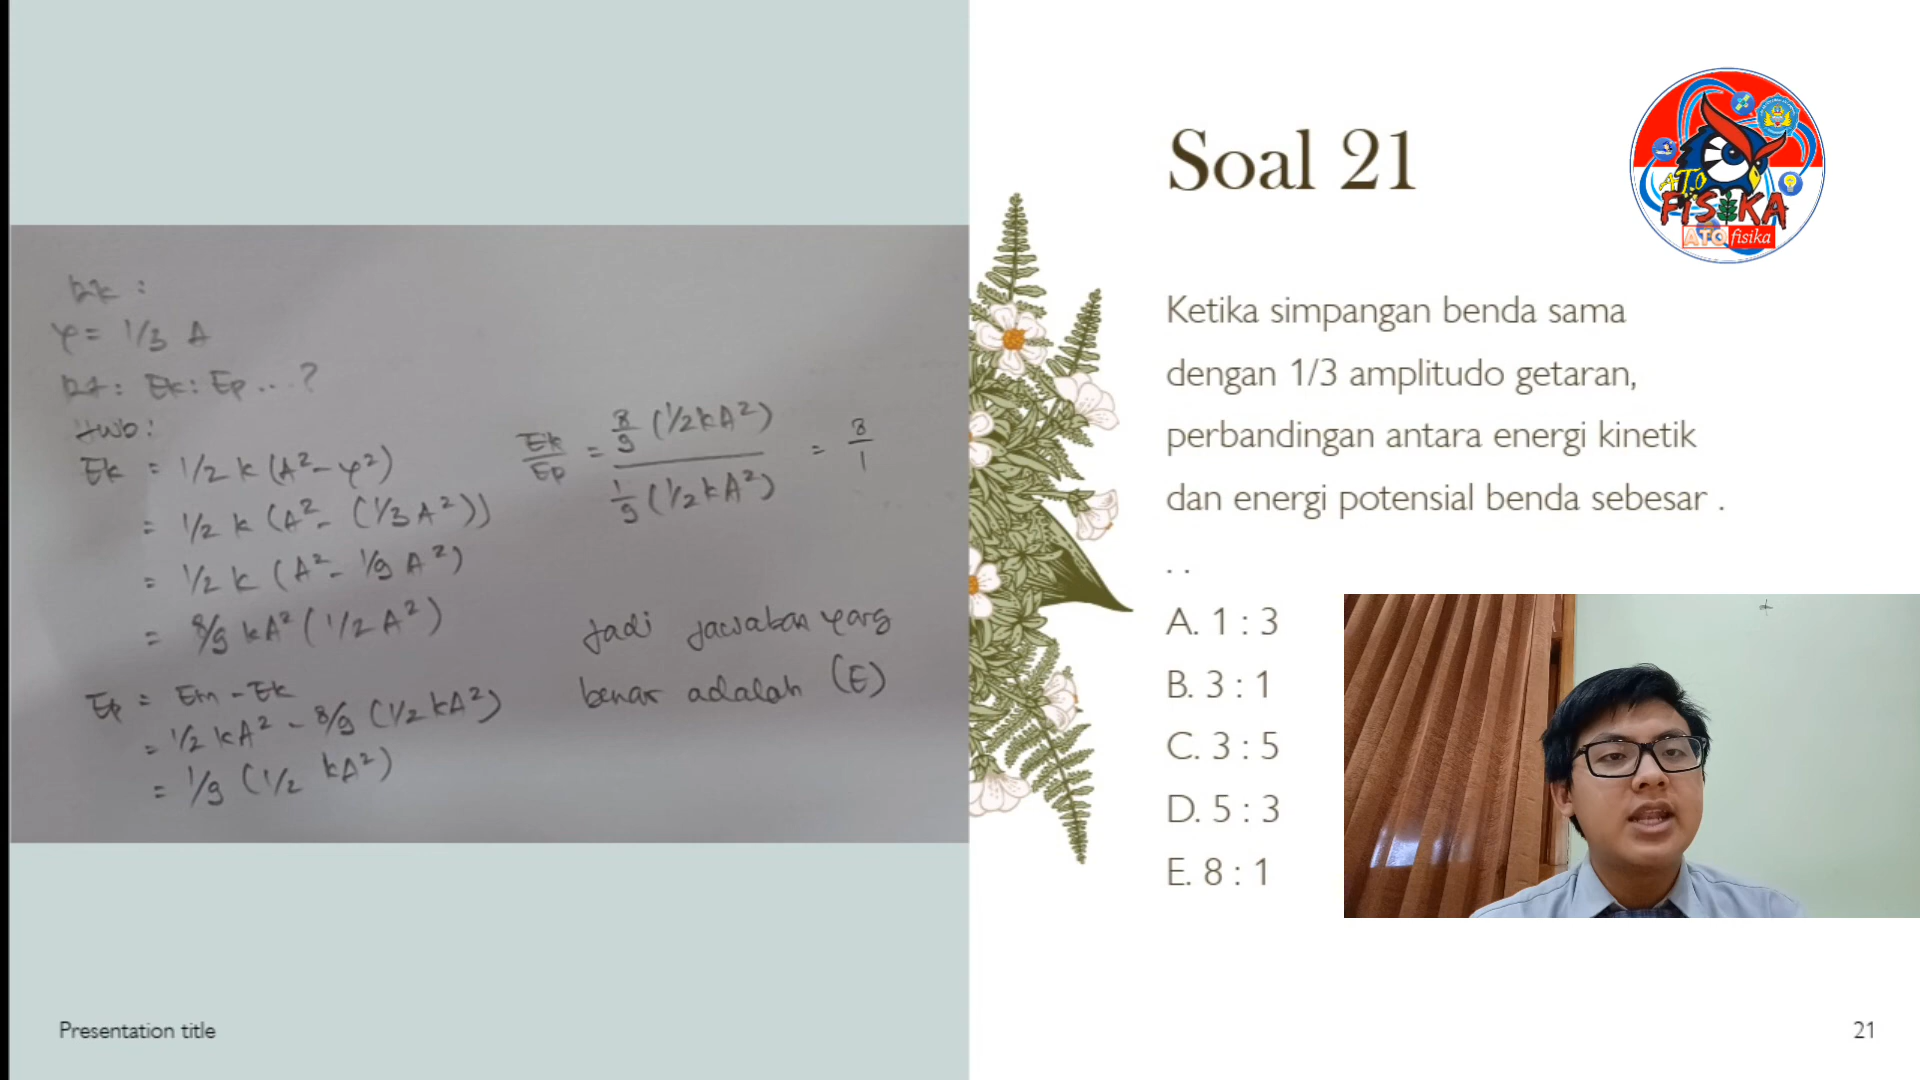 Dk :
y = 1/3 A
Dt : Ek : Ep ... ?
Jwb :
Ek = 1/2 k (A² - y²)
= 1/2 k (A² - (1/3 A²))
= 1/2 k (A² - 1/9 A²)
= 8/9 kA² (1/2 A²)
Ep = Em - Ek
= 1/2 kA² - 8/9 (1/2 kA²)
= 1/9 (1/2 kA²)
Ek/Ep = 8/9 (1/2 kA²) / 1/9 (1/2 kA²) = 8/1
Jadi jawaban yang
benar adalah (E)
Presentation title
Soal 21
FISIKA
ATO fisika
Ketika simpangan benda sama
dengan 1/3 amplitudo getaran,
perbandingan antara energi kinetik
dan energi potensial benda sebesar .
. .
A. 1 : 3
B. 3 : 1
C. 3 : 5
D. 5 : 3
E. 8 : 1
21